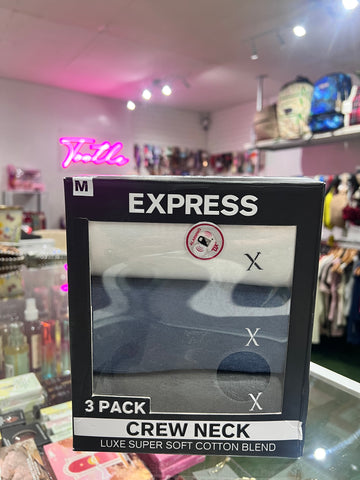 M
EXPRESS
X
X
X
3 PACK
CREW NECK
LUXE SUPER SOFT COTTON BLEND